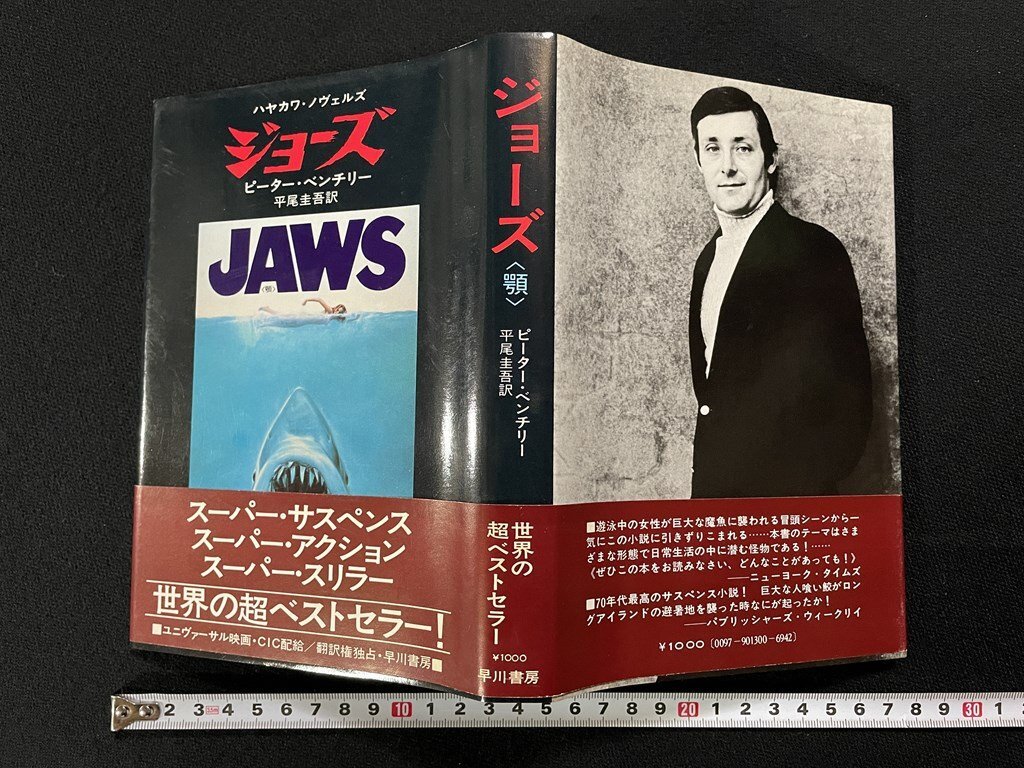 ハヤカワ・ノヴェルズ
ジョーズ
ピーター・ベンチリー
平尾圭吾訳
JAWS
〈顎〉
スーパー・サスペンス
スーパー・アクション
スーパー・スリラー
世界の超ベストセラー!
■ユニヴァーサル映画・CIC配給/翻訳権独占・早川書房■
ジョーズ〈顎〉
ピーター・ベンチリー
平尾圭吾訳
世界の
超ベストセラー
¥1000
早川書房
■遊泳中の女性が巨大な魔魚に襲われる冒頭シーンから一
気にこの小説に引きずりこまれる……本書のテーマはさま
ざまな形態で日常生活の中に潜む怪物である!……
《ぜひこの本をお読みなさい、どんなことがあっても!》
――ニューヨーク・タイムズ
■70年代最高のサスペンス小説! 巨大な人喰い鮫がロン
グアイランドの避暑地を襲った時なにが起ったか!
――パブリッシャーズ・ウィークリイ
¥1000 〔0097-901300-6942〕
2 3 4 5 6 7 8 9 10 1 2 3 4 5 6 7 8 9 20 1 2 3 4 5 6 7 8 9 30 1